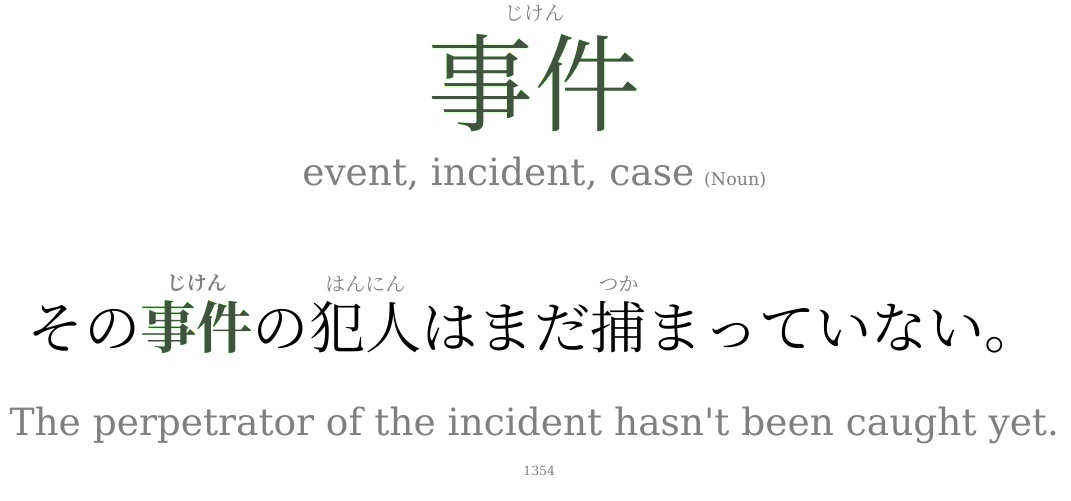 じけん
事件
event, incident, case (Noun)
じけん はんにん つか
その事件の犯人はまだ捕まっていない。
The perpetrator of the incident hasn't been caught yet.
1354